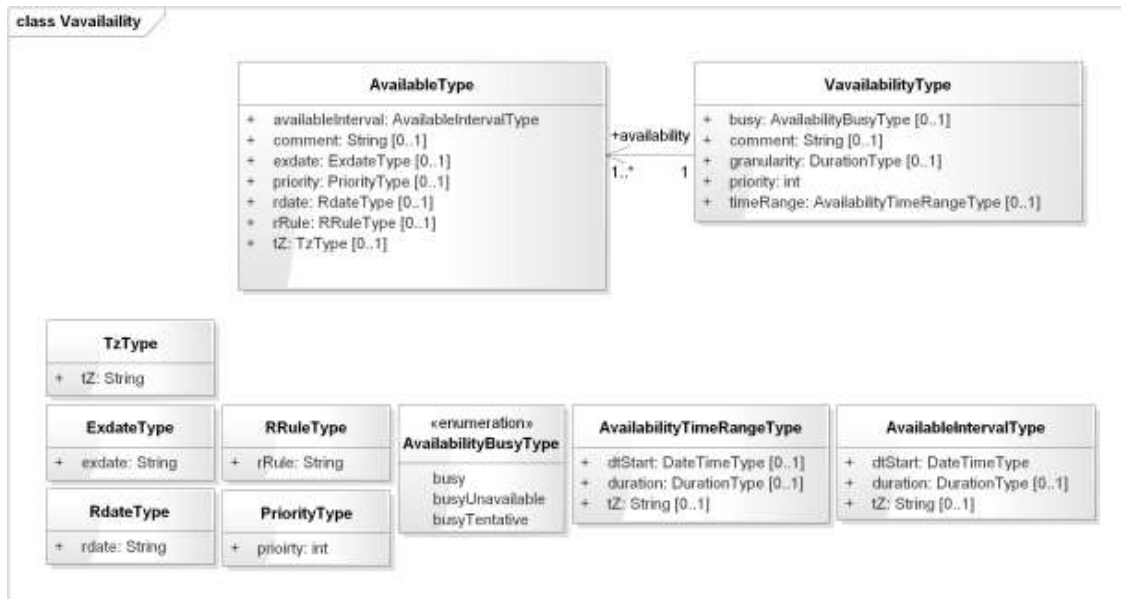 class Vavailaility
AvailableType
+ availableInterval: AvailableIntervalType
+ comment: String [0..1]
+ exdate: ExdateType [0..1]
+ priority: PriorityType [0..1]
+ rdate: RdateType [0..1]
+ rRule: RRuleType [0..1]
+ tZ: TzType [0..1]
+availability
1..*
1
VavailabilityType
+ busy: AvailabilityBusyType [0..1]
+ comment: String [0..1]
+ granularity: DurationType [0..1]
+ priority: int
+ timeRange: AvailabilityTimeRangeType [0..1]
TzType
+ tZ: String
ExdateType
+ exdate: String
RRuleType
+ rRule: String
«enumeration»
AvailabilityBusyType
busy
busyUnavailable
busyTentative
AvailabilityTimeRangeType
+ dtStart: DateTimeType [0..1]
+ duration: DurationType [0..1]
+ tZ: String [0..1]
AvailableIntervalType
+ dtStart: DateTimeType
+ duration: DurationType [0..1]
+ tZ: String [0..1]
RdateType
+ rdate: String
PriorityType
+ prioirty: int